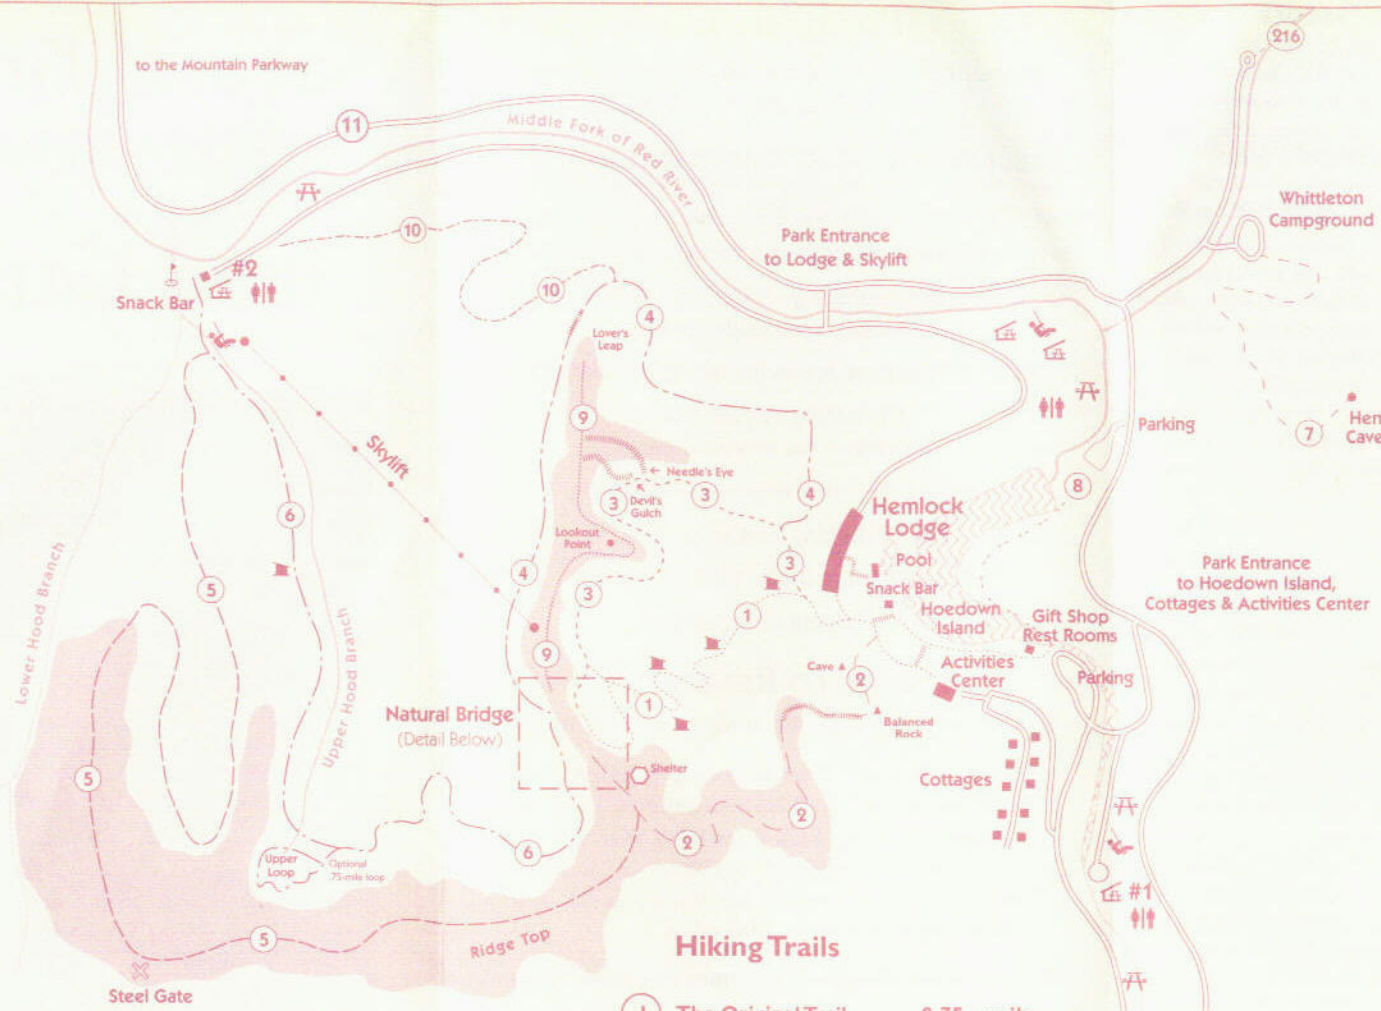 216
to the Mountain Parkway
11
Middle Fork of Red River
Whittleton
Campground
10
Park Entrance
to Lodge & Skylift
#2
Snack Bar
10
4
Lover's
Leap
9
Parking
7
Hen
Cave
Skylift
Needle's Eye
3
3
Devil's
Gulch
4
8
Hemlock
Lodge
6
Lookout
Point
Pool
Snack Bar
Park Entrance
to Hoedown Island,
Cottages & Activities Center
Lower Hood Branch
5
4
3
3
1
Hoedown
Island
Gift Shop
Rest Rooms
Upper Hood Branch
9
Cave
2
Activities
Center
Parking
1
Natural Bridge
(Detail Below)
Balanced
Rock
Shelter
5
Cottages
2
2
6
Upper
Loop
Optional
.75-mile loop
#1
5
Ridge Top
Hiking Trails
Steel Gate